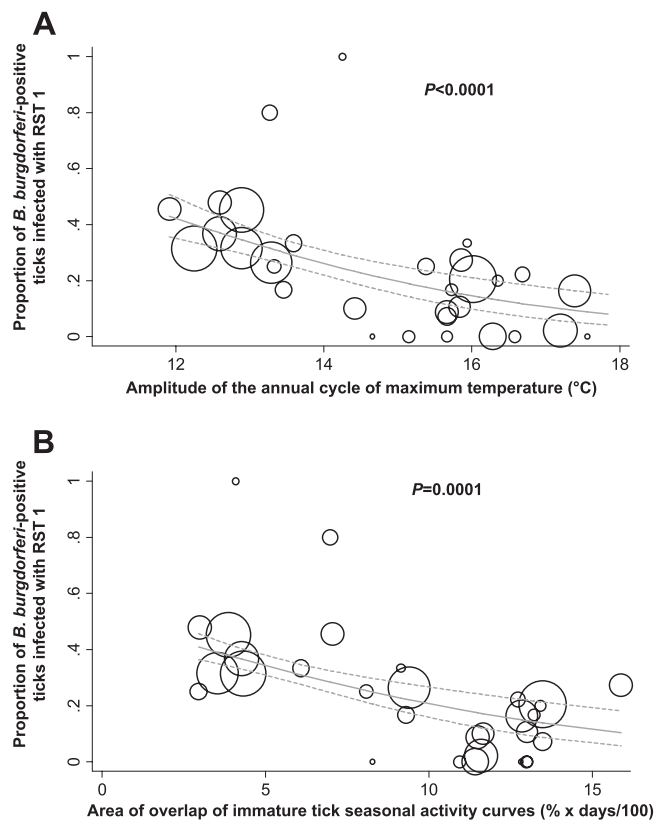 A
Proportion of B. burgdorferi-positive
ticks infected with RST 1
1
.8
.6
.4
.2
0
P<0.0001
12
14
16
18
Amplitude of the annual cycle of maximum temperature (°C)
B
Proportion of B. burgdorferi-positive
ticks infected with RST 1
1
.8
.6
.4
.2
0
P=0.0001
0
5
10
15
Area of overlap of immature tick seasonal activity curves (% x days/100)